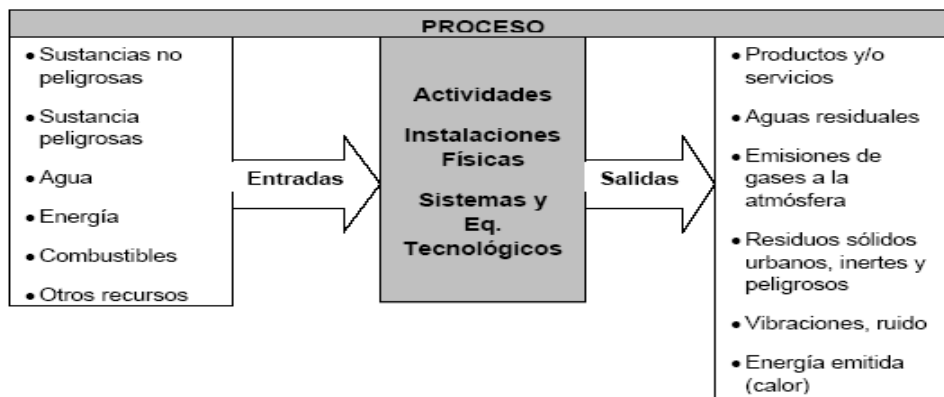 PROCESO
• Sustancias no
peligrosas
• Sustancia
peligrosas
• Agua
• Energía
• Combustibles
• Otros recursos
Entradas
Actividades
Instalaciones
Físicas
Sistemas y
Eq.
Tecnológicos
Salidas
• Productos y/o
servicios
• Aguas residuales
• Emisiones de
gases a la
atmósfera
• Residuos sólidos
urbanos, inertes y
peligrosos
• Vibraciones, ruido
• Energía emitida
(calor)